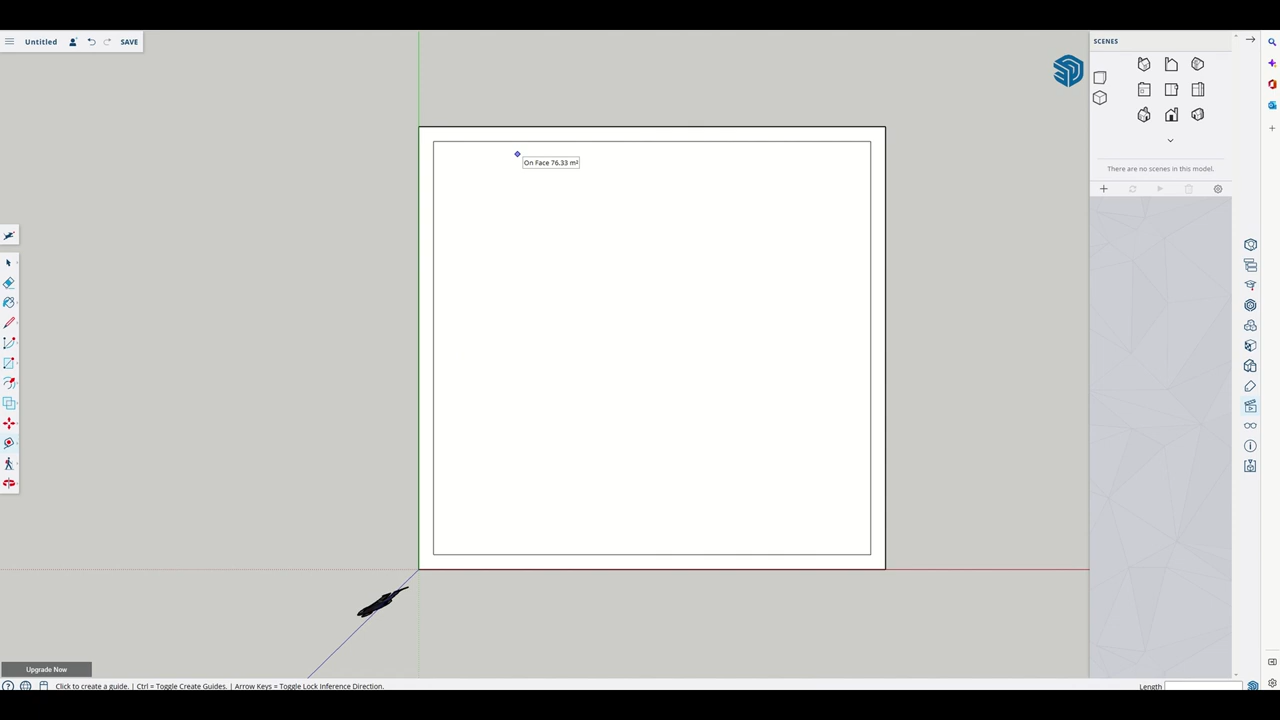 Untitled
SAVE
SCENES
On Face 76.33 m²
There are no scenes in this model.
Upgrade Now
Click to create a guide. | Ctrl = Toggle Create Guides. | Arrow Keys = Toggle Lock Inference Direction.
Length